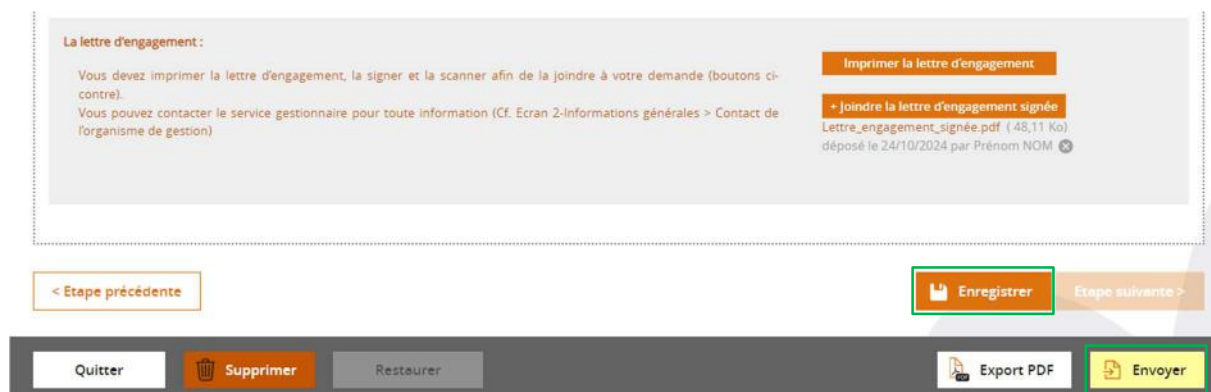 La lettre d'engagement :
Vous devez imprimer la lettre d'engagement, la signer et la scanner afin de la joindre à votre demande (boutons ci-
contre).
Vous pouvez contacter le service gestionnaire pour toute information (Cf. Ecran 2-Informations générales > Contact de
l'organisme de gestion)
Imprimer la lettre d'engagement
+ Joindre la lettre d'engagement signée
Lettre_engagement_signée.pdf ( 48,11 Ko)
déposé le 24/10/2024 par Prénom NOM
< Etape précédente
Enregistrer
Etape suivante >
Quitter
Supprimer
Restaurer
Export PDF
Envoyer